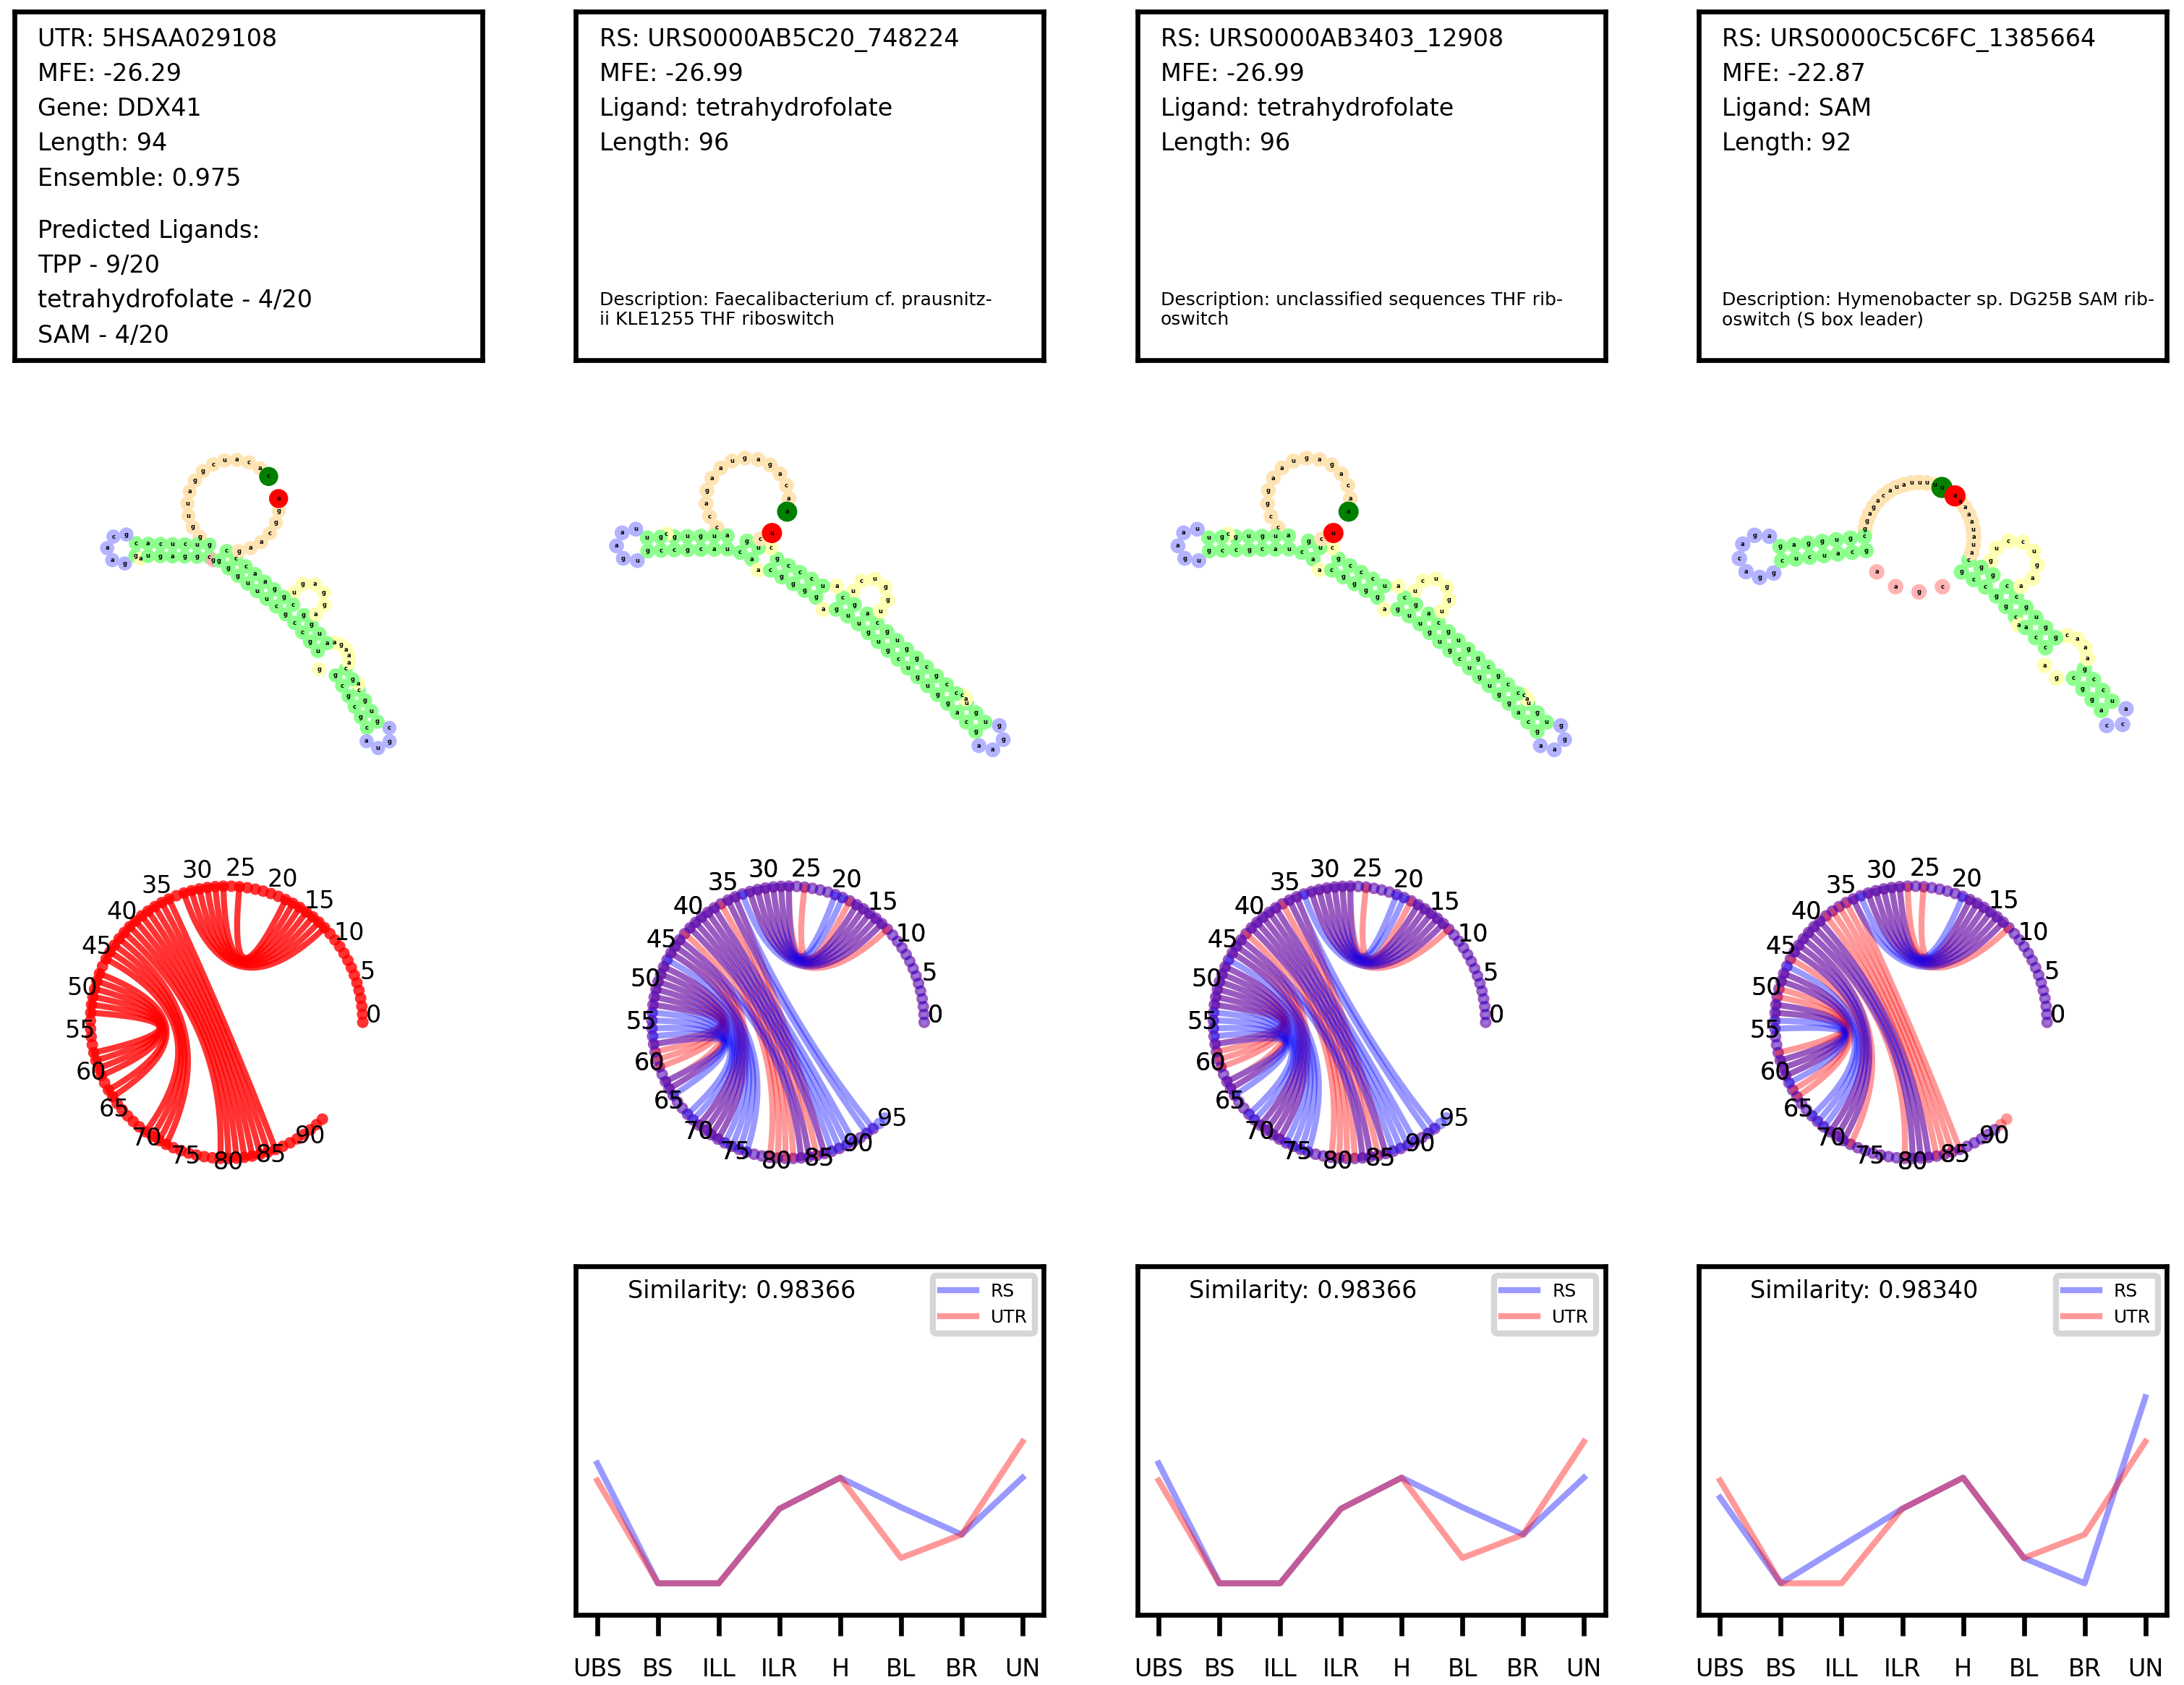 UTR: 5HSAA029108
MFE: -26.29
Gene: DDX41
Length: 94
Ensemble: 0.975
Predicted Ligands:
TPP - 9/20
tetrahydrofolate - 4/20
SAM - 4/20
RS: URS0000AB5C20_748224
MFE: -26.99
Ligand: tetrahydrofolate
Length: 96
Description: Faecalibacterium cf. prausnitz-
ii KLE1255 THF riboswitch
RS: URS0000AB3403_12908
MFE: -26.99
Ligand: tetrahydrofolate
Length: 96
Description: unclassified sequences THF rib-
oswitch
RS: URS0000C5C6FC_1385664
MFE: -22.87
Ligand: SAM
Length: 92
Description: Hymenobacter sp. DG25B SAM rib-
oswitch (S box leader)
0 5 10 15 20 25 30 35 40 45 50 55 60 65 70 75 80 85 90
0 5 10 15 20 25 30 35 40 45 50 55 60 65 70 75 80 85 90 95
0 5 10 15 20 25 30 35 40 45 50 55 60 65 70 75 80 85 90 95
0 5 10 15 20 25 30 35 40 45 50 55 60 65 70 75 80 85 90
Similarity: 0.98366
RS
UTR
UBS BS ILL ILR H BL BR UN
Similarity: 0.98366
RS
UTR
UBS BS ILL ILR H BL BR UN
Similarity: 0.98340
RS
UTR
UBS BS ILL ILR H BL BR UN